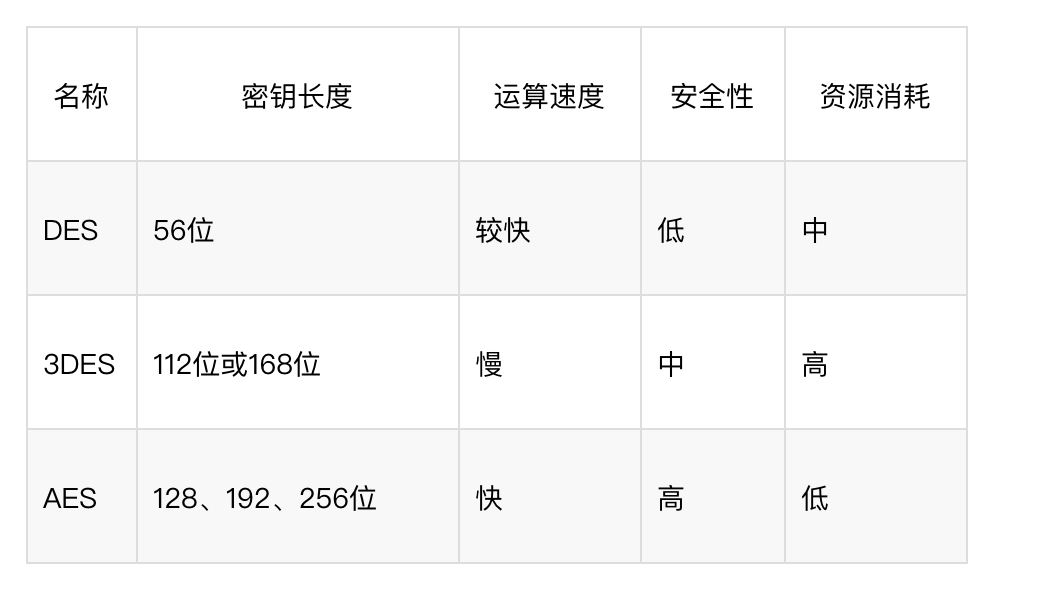 名称 密钥长度 运算速度 安全性 资源消耗
DES 56位 较快 低 中
3DES 112位或168位 慢 中 高
AES 128、192、256位 快 高 低